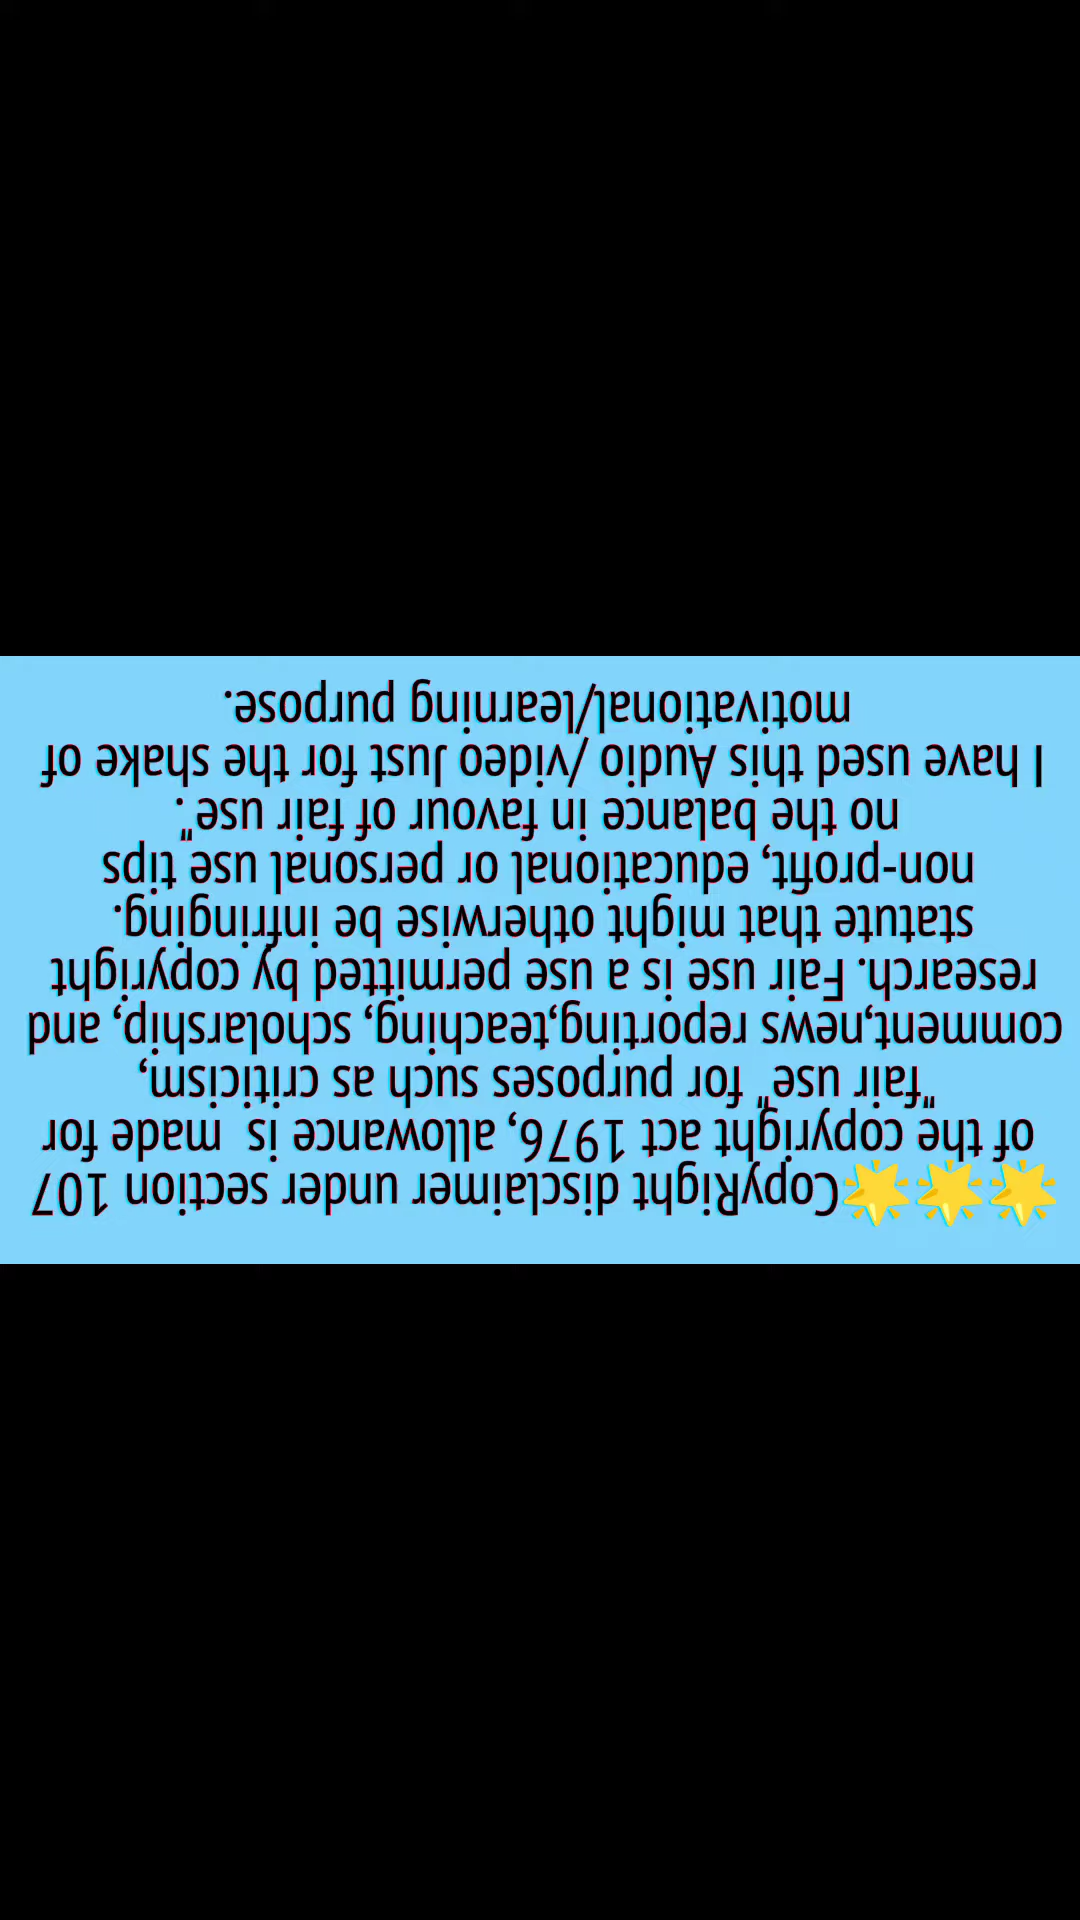 🌟🌟🌟CopyRight disclaimer under section 107
of the copyright act 1976, allowance is  made for
"fair use" for purposes such as criticism,
comment,news reporting,teaching, scholarship, and
research. Fair use is a use permitted by copyright
statute that might otherwise be infringing.
non-profit, educational or personal use tips
no the balance in favour of fair use".
I have used this Audio /video Just for the shake of
motivational/learning purpose.